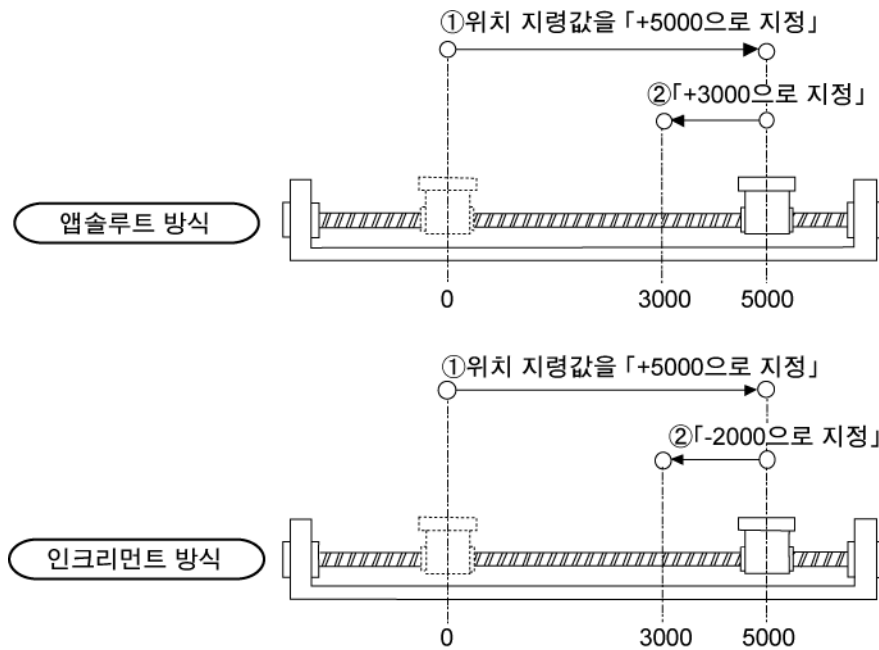 ①위치 지령값을 「+5000으로 지정」
②「+3000으로 지정」
앱솔루트 방식
0 3000 5000
①위치 지령값을 「+5000으로 지정」
②「-2000으로 지정」
인크리먼트 방식
0 3000 5000